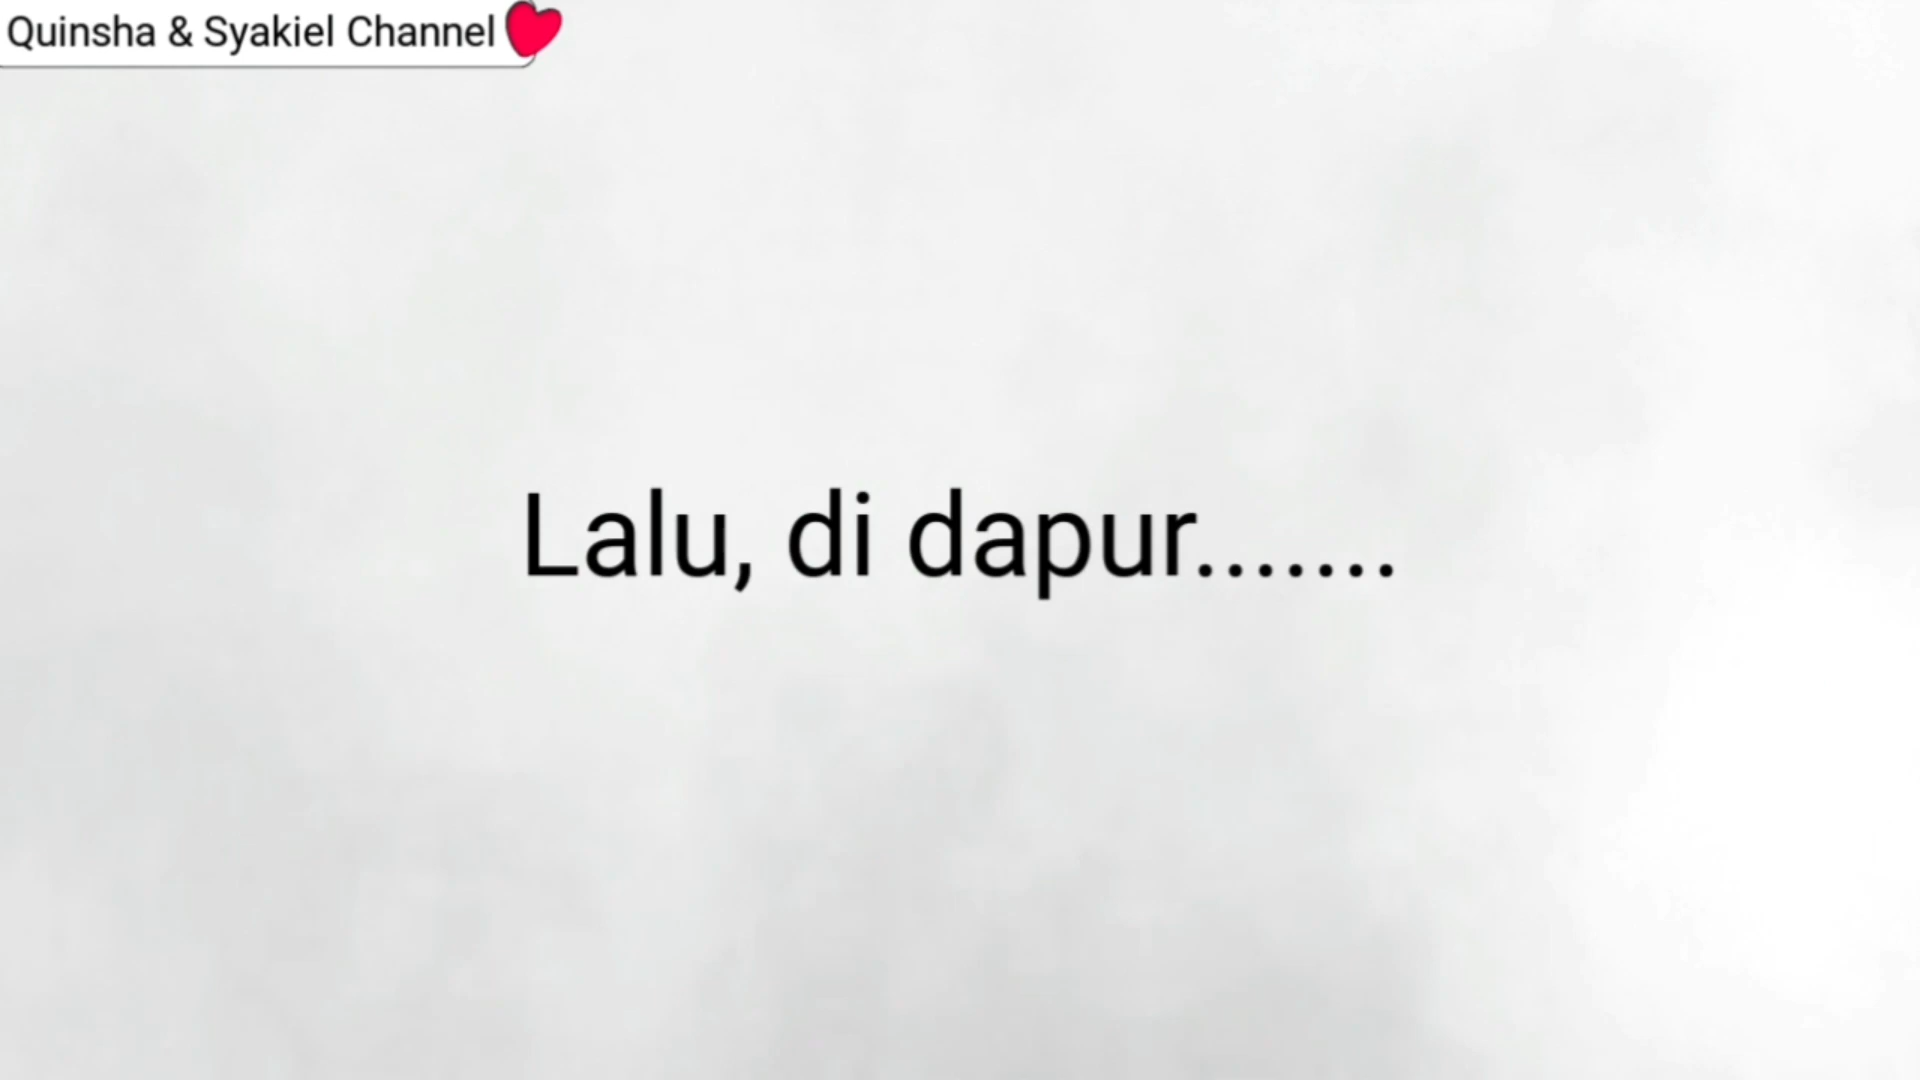 Quinsha & Syakiel Channel
Lalu, di dapur.......